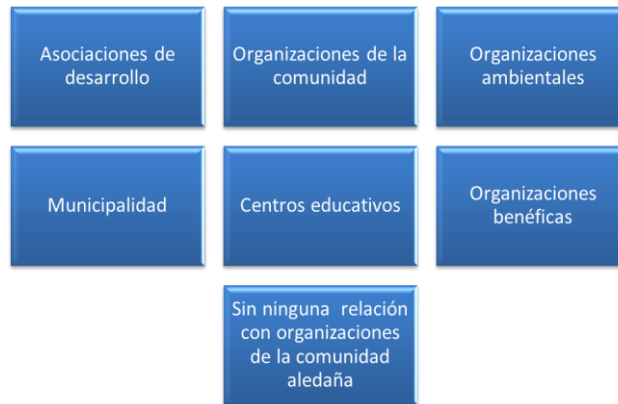 Asociaciones de
desarrollo
Organizaciones de la
comunidad
Organizaciones
ambientales
Municipalidad
Centros educativos
Organizaciones
benéficas
Sin ninguna relación
con organizaciones
de la comunidad
aledaña